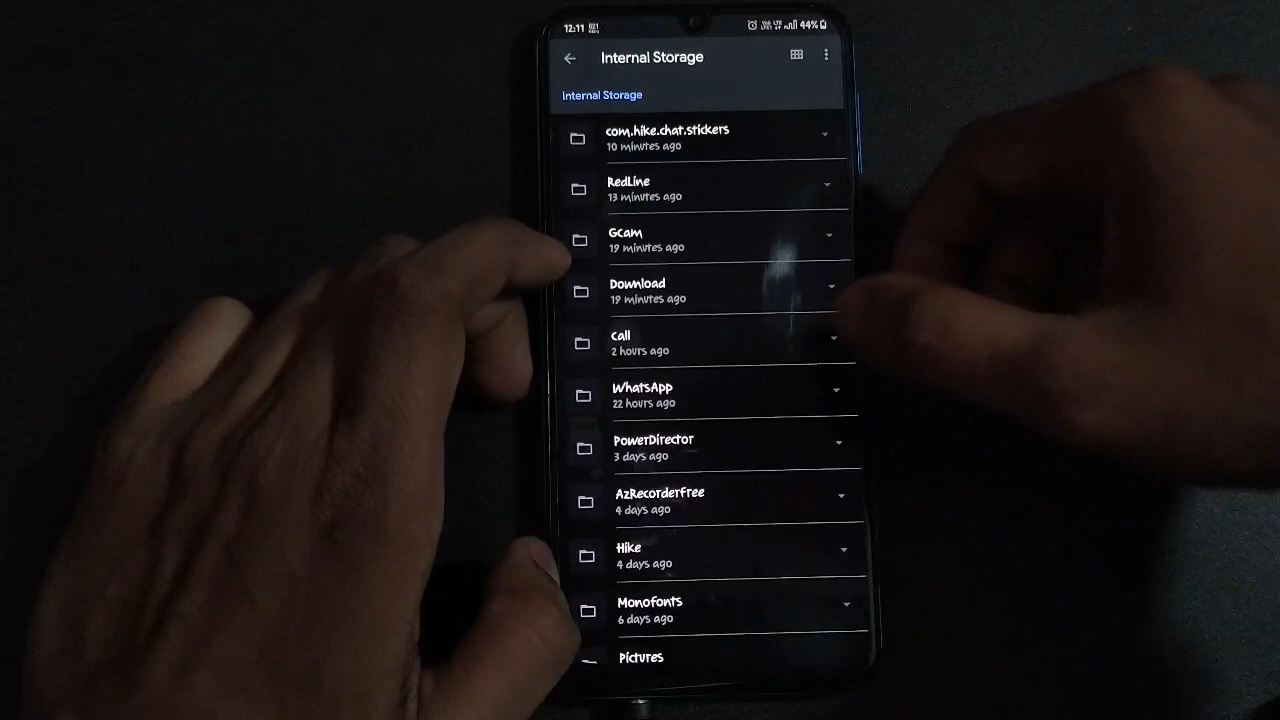 12:11
44%
Internal Storage
Internal Storage
com.hike.chat.stickers
10 minutes ago
RedLine
13 minutes ago
Gcam
19 minutes ago
Download
19 minutes ago
Call
2 hours ago
WhatsApp
22 hours ago
PowerDirector
3 days ago
AzRecorderFree
4 days ago
Hike
4 days ago
Monofonts
6 days ago
Pictures